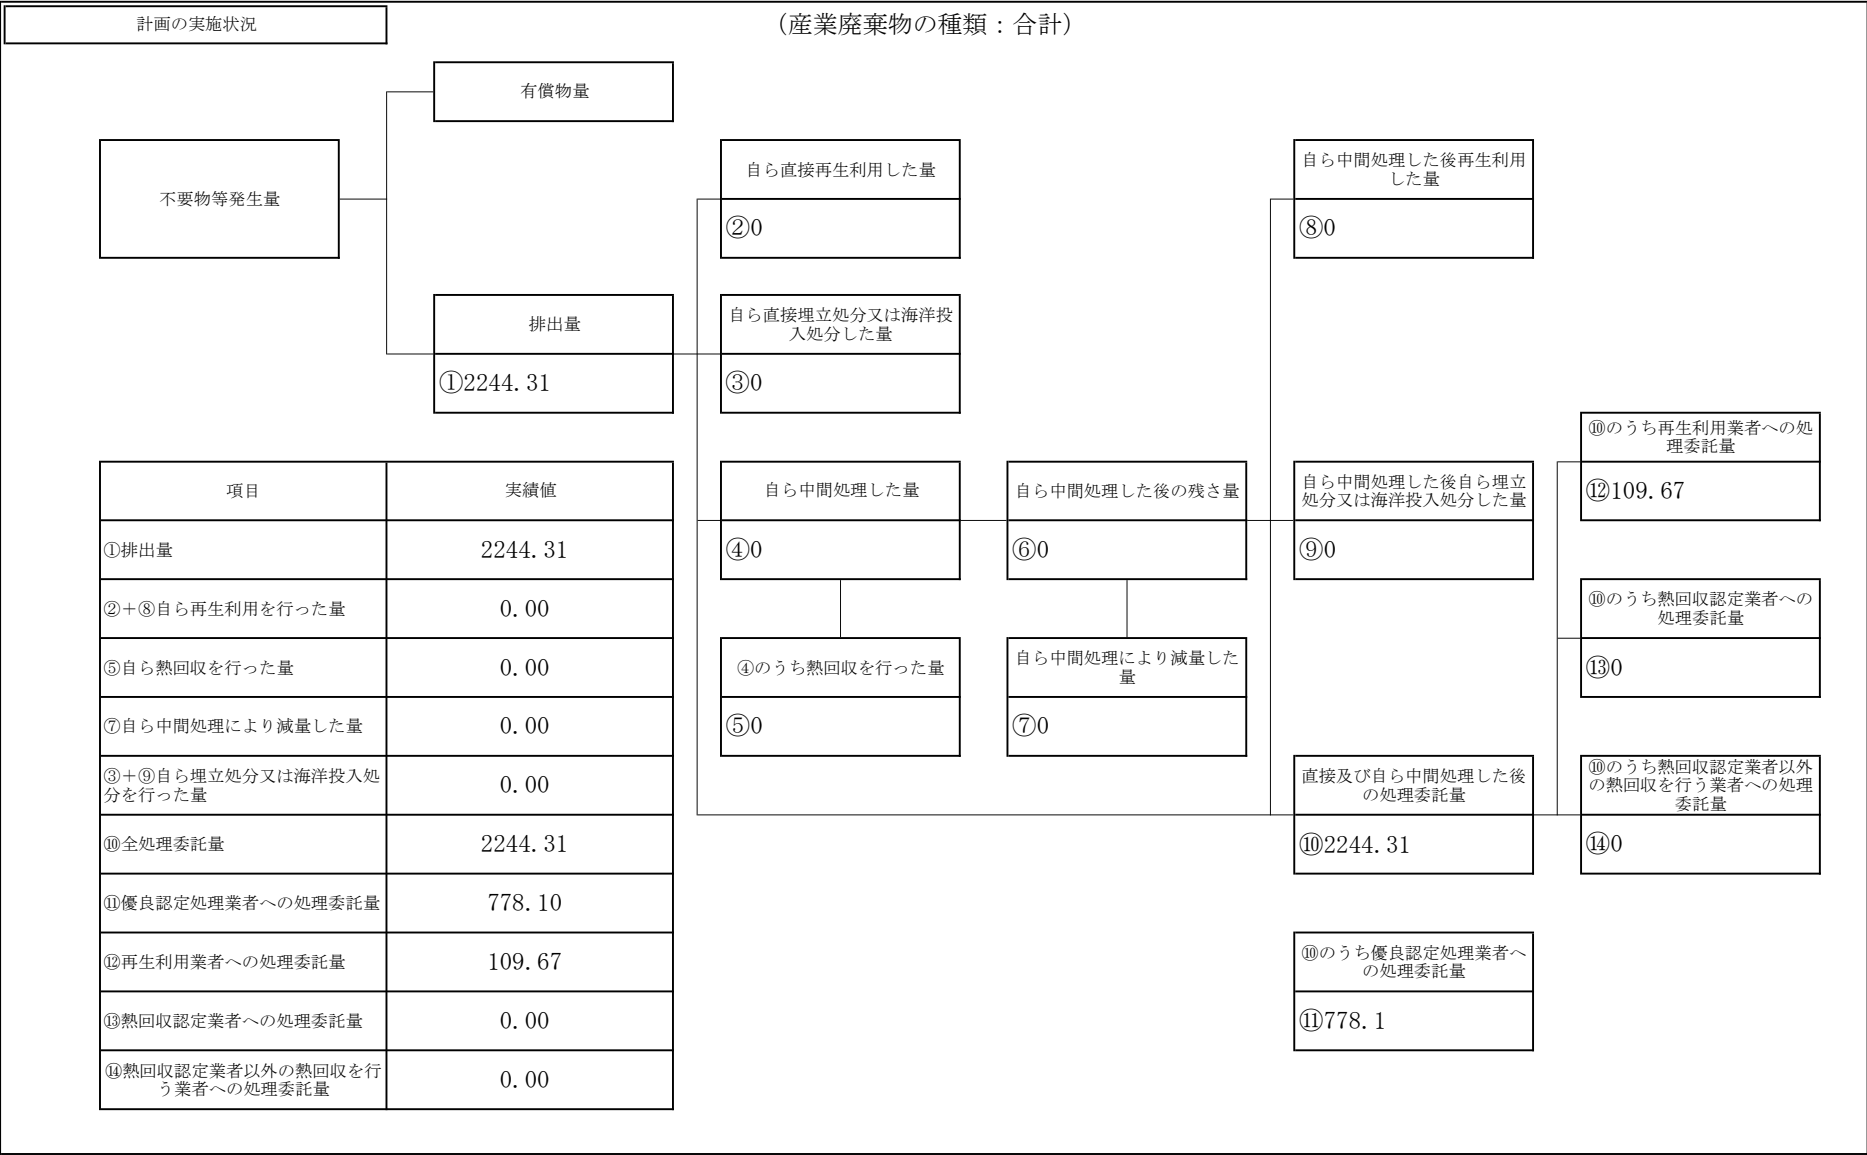 計画の実施状況
（産業廃棄物の種類：合計）
有償物量
不要物等発生量
自ら直接再生利用した量
②0
自ら中間処理した後再生利用
した量
⑧0
排出量
①2244.31
自ら直接埋立処分又は海洋投
入処分した量
③0
⑩のうち再生利用業者への処
理委託量
⑫109.67
自ら中間処理した量
④0
自ら中間処理した後の残さ量
⑥0
自ら中間処理した後自ら埋立
処分又は海洋投入処分した量
⑨0
⑩のうち熱回収認定業者への
処理委託量
⑬0
④のうち熱回収を行った量
⑤0
自ら中間処理により減量した
量
⑦0
直接及び自ら中間処理した後
の処理委託量
⑩2244.31
⑩のうち熱回収認定業者以外
の熱回収を行う業者への処理
委託量
⑭0
⑩のうち優良認定処理業者へ
の処理委託量
⑪778.1
項目 実績値
①排出量 2244.31
②＋⑧自ら再生利用を行った量 0.00
⑤自ら熱回収を行った量 0.00
⑦自ら中間処理により減量した量 0.00
③＋⑨自ら埋立処分又は海洋投入処
分を行った量 0.00
⑩全処理委託量 2244.31
⑪優良認定処理業者への処理委託量 778.10
⑫再生利用業者への処理委託量 109.67
⑬熱回収認定業者への処理委託量 0.00
⑭熱回収認定業者以外の熱回収を行
う業者への処理委託量 0.00